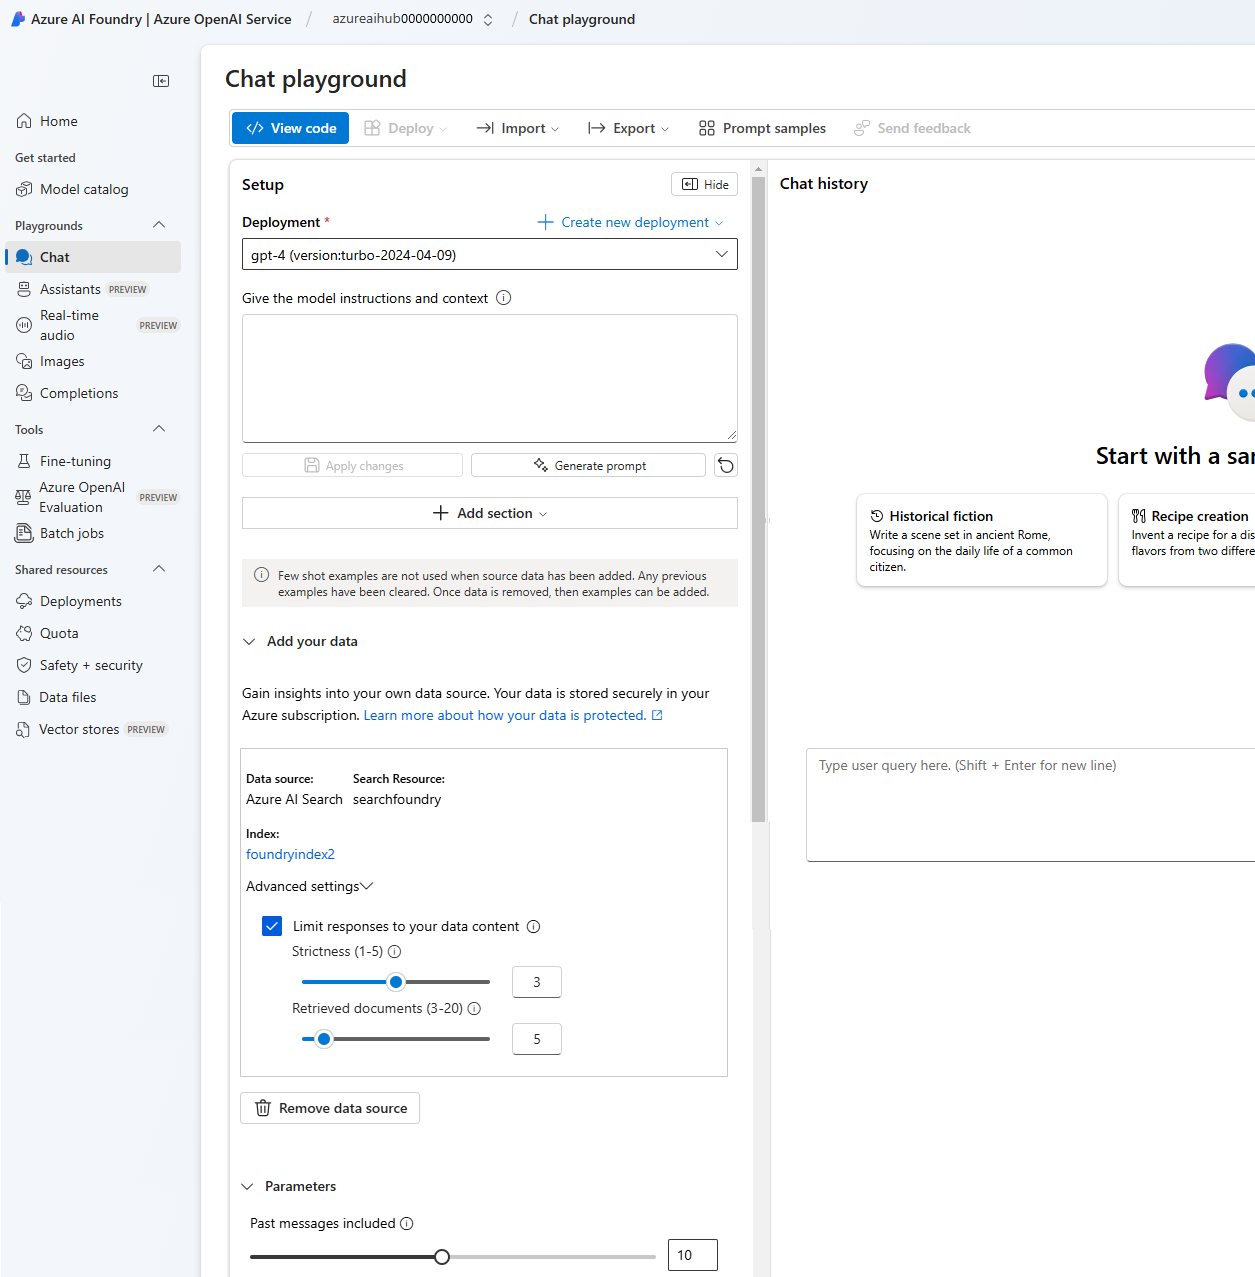 Azure AI Foundry | Azure OpenAI Service / azureaihub0000000000 / Chat playground
Home
Get started
Model catalog
Playgrounds
Chat
Assistants PREVIEW
Real-time audio PREVIEW
Images
Completions
Tools
Fine-tuning
Azure OpenAI Evaluation PREVIEW
Batch jobs
Shared resources
Deployments
Quota
Safety + security
Data files
Vector stores PREVIEW
Chat playground
View code Deploy Import Export Prompt samples Send feedback
Setup Hide
Deployment * Create new deployment
gpt-4 (version:turbo-2024-04-09)
Give the model instructions and context
Apply changes Generate prompt
Add section
Few shot examples are not used when source data has been added. Any previous
examples have been cleared. Once data is removed, then examples can be added.
Add your data
Gain insights into your own data source. Your data is stored securely in your
Azure subscription. Learn more about how your data is protected.
Data source: Search Resource:
Azure AI Search searchfoundry
Index:
foundryindex2
Advanced settings
Limit responses to your data content
Strictness (1-5)
3
Retrieved documents (3-20)
5
Remove data source
Parameters
Past messages included
10
Chat history
Start with a sa
Historical fiction
Write a scene set in ancient Rome,
focusing on the daily life of a common
citizen.
Recipe creation
Invent a recipe for a dis
flavors from two differe
Type user query here. (Shift + Enter for new line)